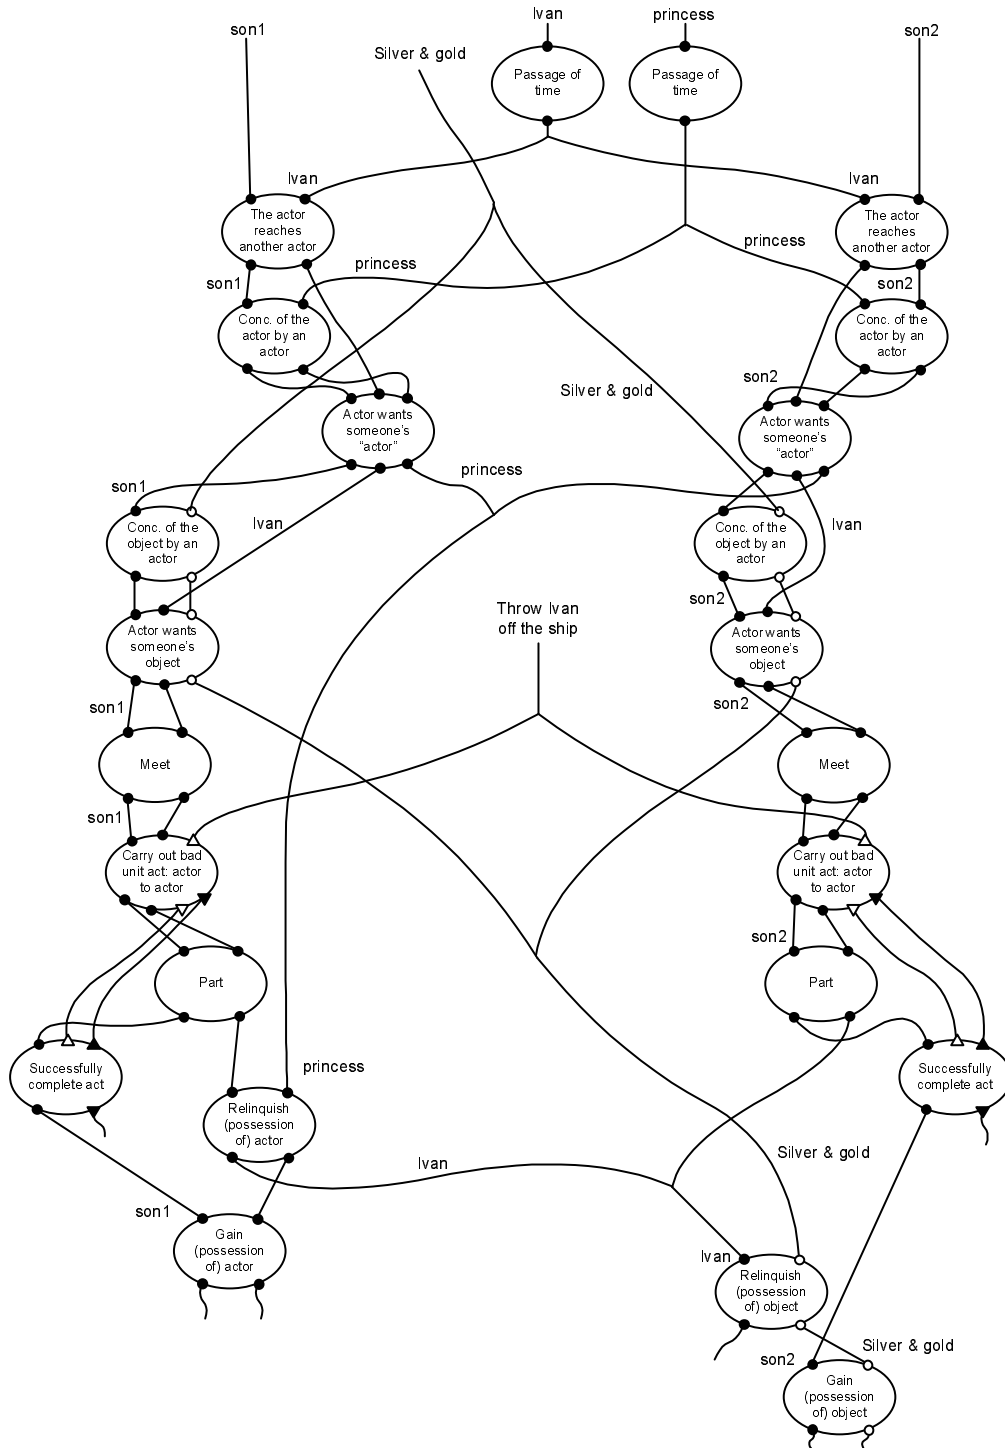 Ivan
princess
son1
son2
Silver & gold
Passage of
time
Passage of
time
Ivan
Ivan
The actor
reaches
another actor
The actor
reaches
another actor
princess
princess
son1
son2
Conc. of the
actor by an
actor
Conc. of the
actor by an
actor
son2
Silver & gold
Actor wants
someone's
"actor"
Actor wants
someone's
"actor"
princess
son1
Ivan
Ivan
Conc. of the
object by an
actor
Conc. of the
object by an
actor
son2
Throw Ivan
off the ship
Actor wants
someone's
object
Actor wants
someone's
object
son1
son2
Meet
Meet
son1
Carry out bad
unit act: actor
to actor
Carry out bad
unit act: actor
to actor
son2
Part
Part
Successfully
complete act
Successfully
complete act
princess
Relinquish
(possession
of) actor
Silver & gold
Ivan
son1
Gain
(possession
of) actor
Ivan
Relinquish
(possession
of) object
Silver & gold
son2
Gain
(possession
of) object